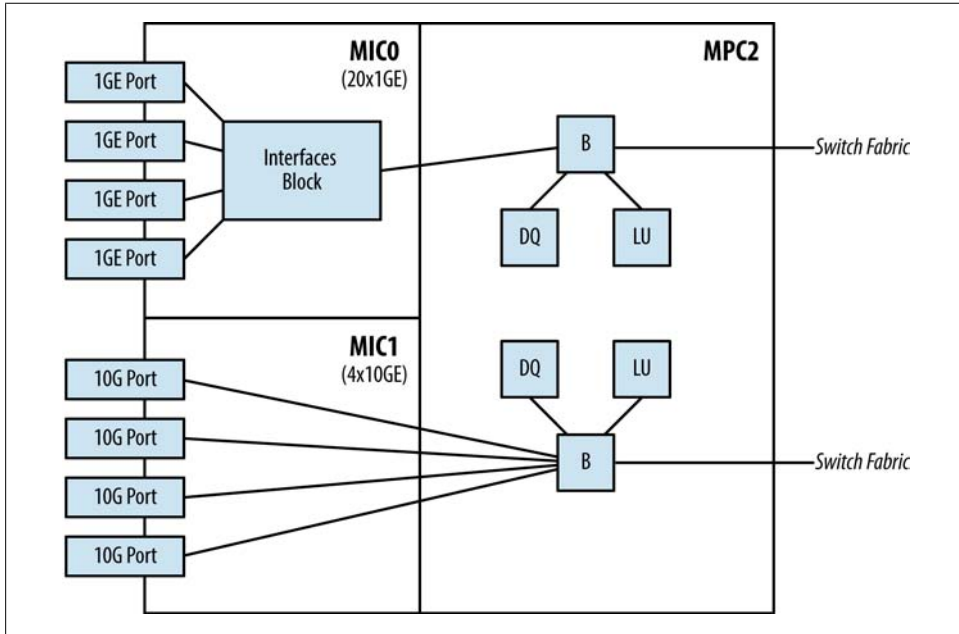 MIC0
(20x1GE)
MPC2
1GE Port
1GE Port
1GE Port
1GE Port
Interfaces
Block
B
Switch Fabric
DQ
LU
MIC1
(4x10GE)
10G Port
10G Port
10G Port
10G Port
DQ
LU
B
Switch Fabric